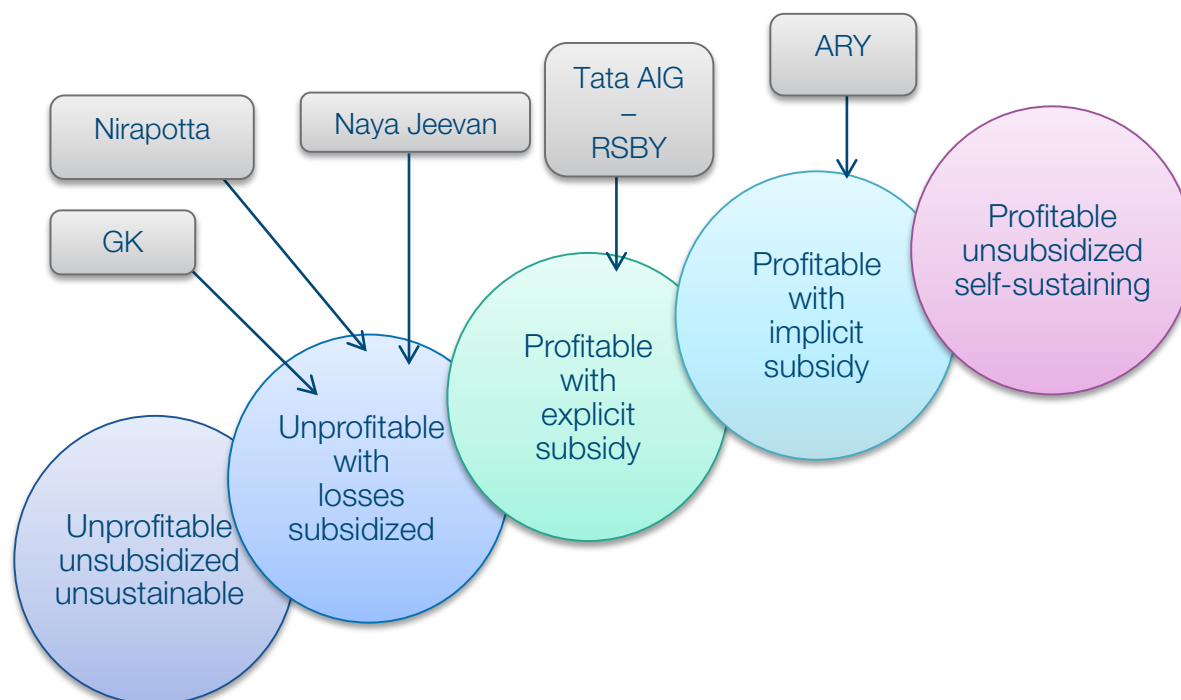 ARY
Tata AIG
–
RSBY
Nirapotta
Naya Jeevan
GK
Profitable
unsubsidized
self-sustaining
Profitable
with
implicit
subsidy
Profitable
with
explicit
subsidy
Unprofitable
with
losses
subsidized
Unprofitable
unsubsidized
unsustainable